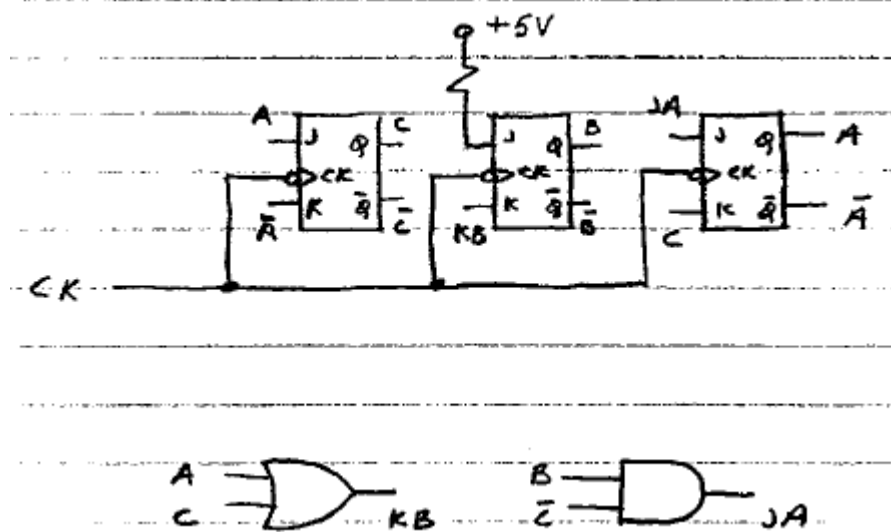 +5V
A J Q C
CK
Ā K Q̄ C̄
J Q B
CK
KB K Q̄ B̄
JA J Q A
CK
C K Q̄ Ā
CK
A
C
KB
B
C̄
JA